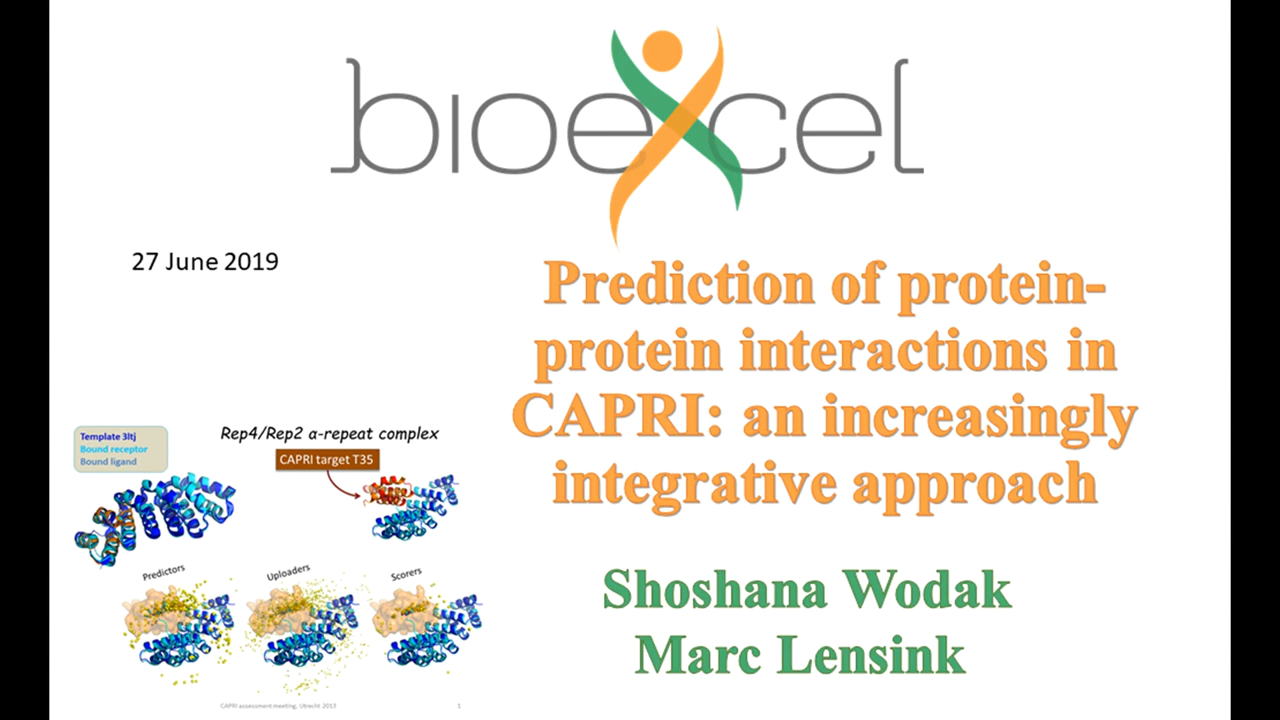 bioexcel
27 June 2019
Prediction of protein-
protein interactions in
CAPRI: an increasingly
integrative approach
Shoshana Wodak
Marc Lensink
Template 3ltj
Bound receptor
Bound ligand
Rep4/Rep2 α-repeat complex
CAPRI target T35
Predictors
Uploaders
Scorers
CAPRI assessment meeting, Utrecht 2013
1